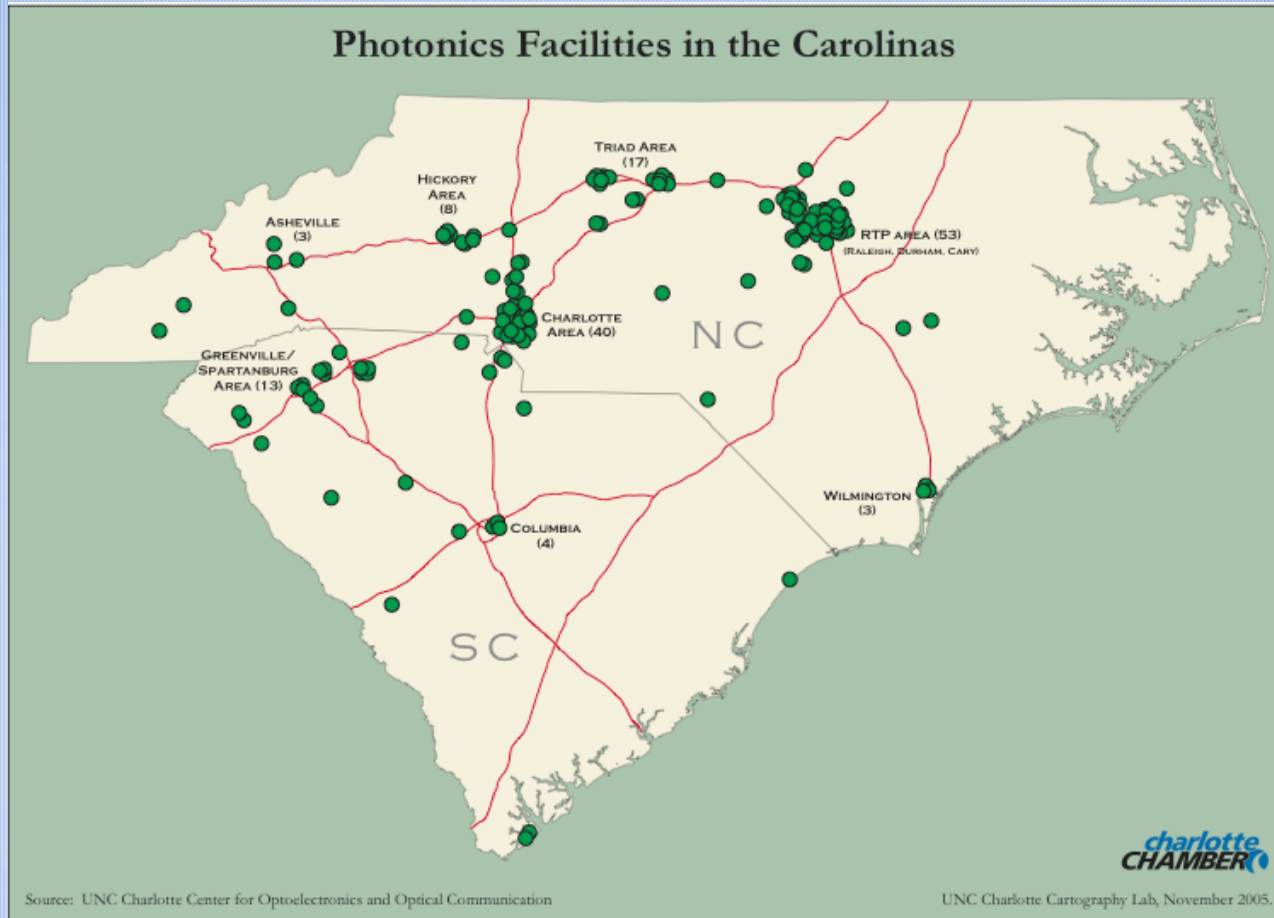 Photonics Facilities in the Carolinas
TRIAD AREA
(17)
HICKORY
AREA
(8)
ASHEVILLE
(3)
RTP AREA (53)
(RALEIGH, DURHAM, CARY)
CHARLOTTE
AREA (40)
NC
GREENVILLE/
SPARTANBURG
AREA (13)
WILMINGTON
(3)
COLUMBIA
(4)
SC
charlotte
CHAMBER
Source: UNC Charlotte Center for Optoelectronics and Optical Communication
UNC Charlotte Cartography Lab, November 2005.